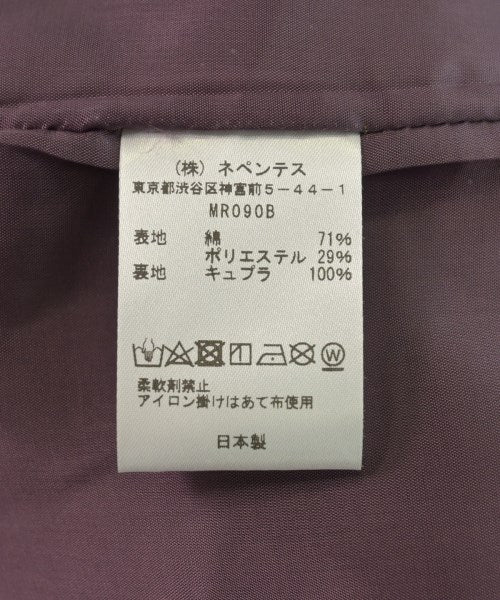 （株）ネペンテス
東京都渋谷区神宮前5－44－1
MR090B
表地　綿　71%
ポリエステル 29%
裏地　キュプラ　100%
W
柔軟剤禁止
アイロン掛けはあて布使用
日本製